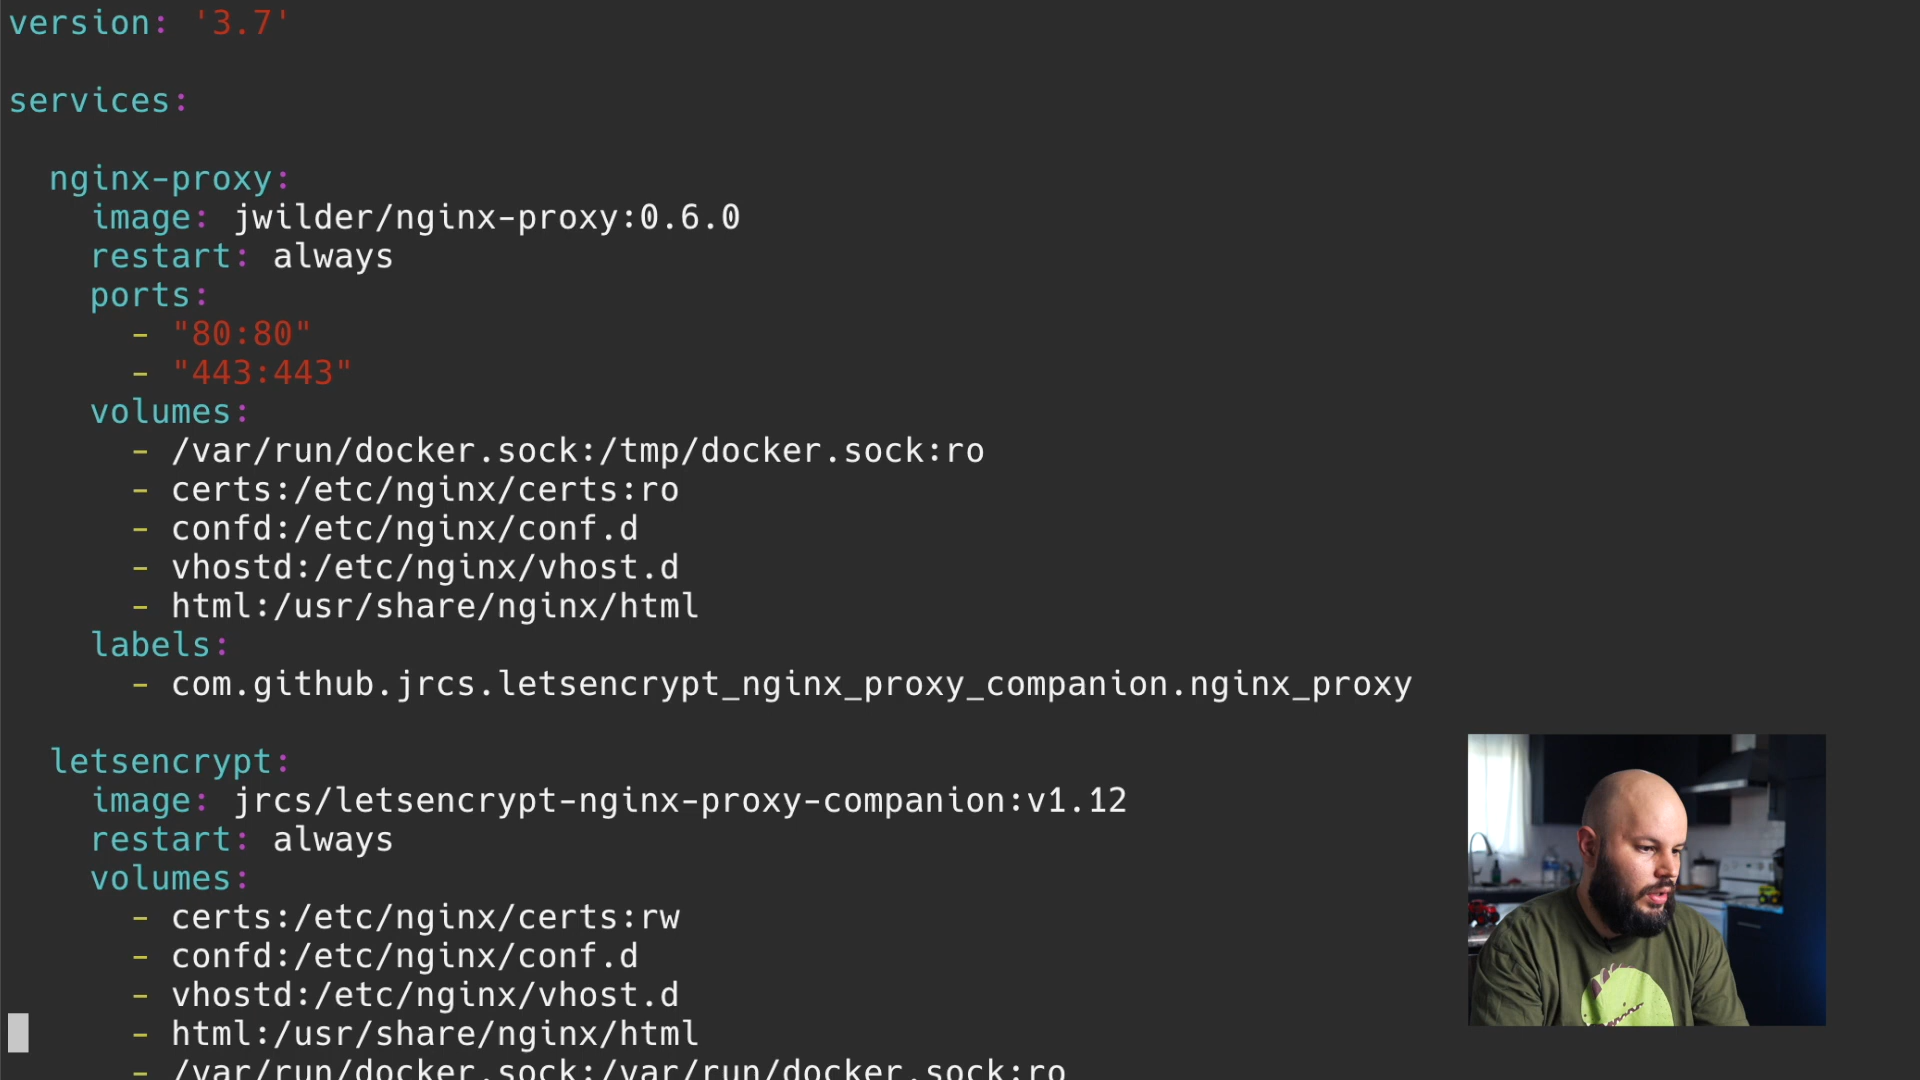 version: '3.7'
services:
nginx-proxy:
image: jwilder/nginx-proxy:0.6.0
restart: always
ports:
- "80:80"
- "443:443"
volumes:
- /var/run/docker.sock:/tmp/docker.sock:ro
- certs:/etc/nginx/certs:ro
- confd:/etc/nginx/conf.d
- vhostd:/etc/nginx/vhost.d
- html:/usr/share/nginx/html
labels:
- com.github.jrcs.letsencrypt_nginx_proxy_companion.nginx_proxy
letsencrypt:
image: jrcs/letsencrypt-nginx-proxy-companion:v1.12
restart: always
volumes:
- certs:/etc/nginx/certs:rw
- confd:/etc/nginx/conf.d
- vhostd:/etc/nginx/vhost.d
- html:/usr/share/nginx/html
- /var/run/docker.sock:/var/run/docker.sock:ro